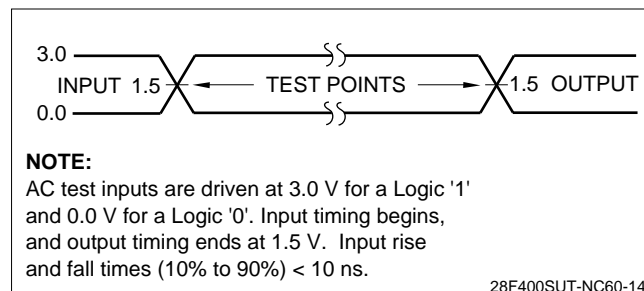 3.0
INPUT 1.5 TEST POINTS 1.5 OUTPUT
0.0
NOTE:
AC test inputs are driven at 3.0 V for a Logic '1'
and 0.0 V for a Logic '0'. Input timing begins,
and output timing ends at 1.5 V. Input rise
and fall times (10% to 90%) < 10 ns.
28F400SUT-NC60-14